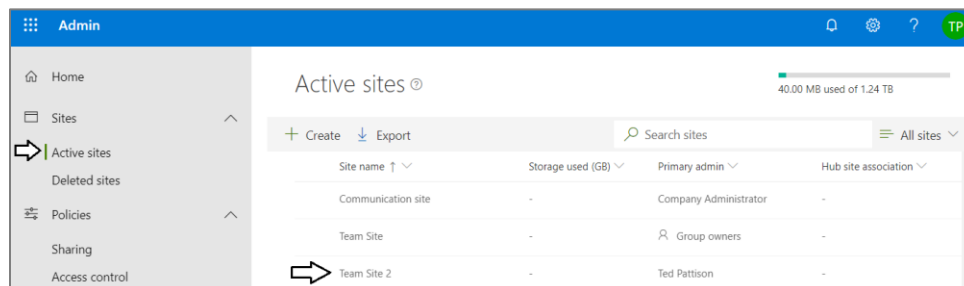 Admin
?
TP
Home
Sites
Active sites
Deleted sites
Policies
Sharing
Access control
Active sites ?
40.00 MB used of 1.24 TB
+ Create Export Search sites All sites
Site name ↑ Storage used (GB) Primary admin Hub site association
Communication site - Company Administrator -
Team Site - Group owners -
Team Site 2 - Ted Pattison -